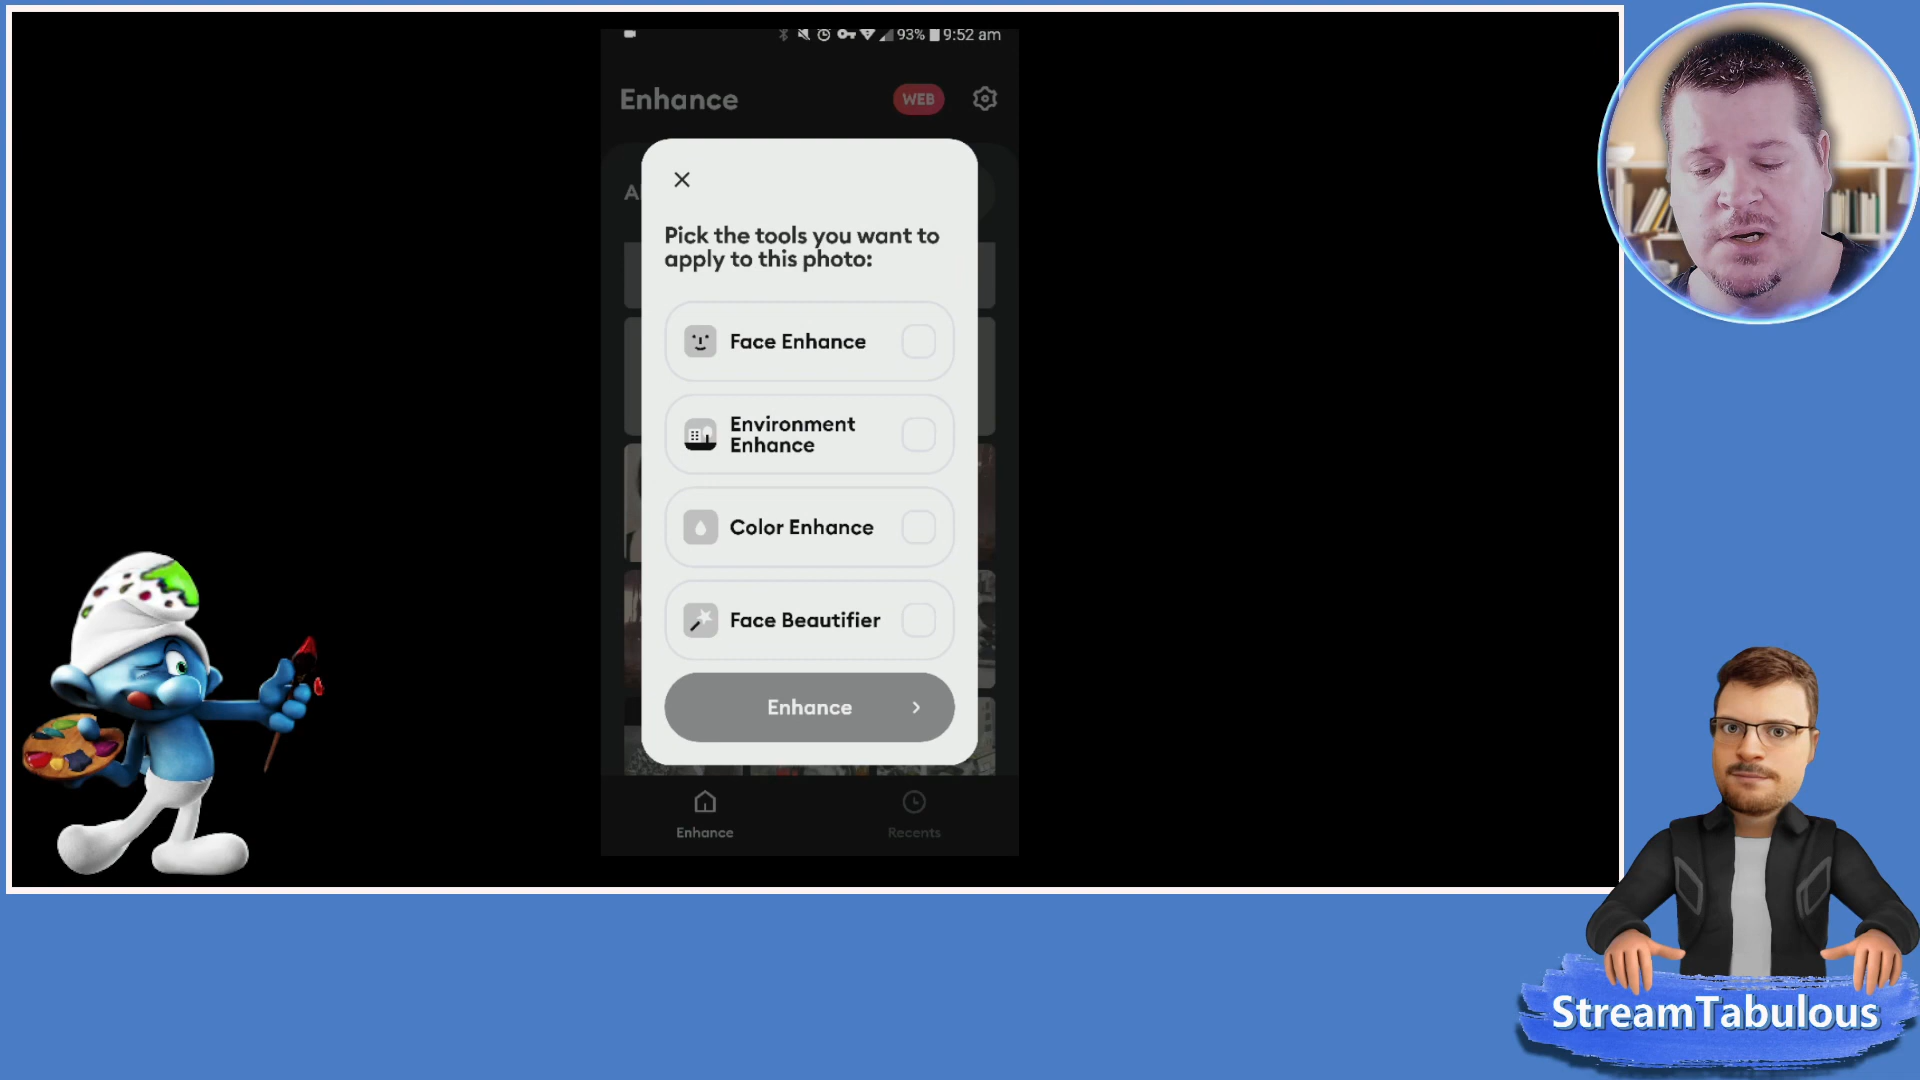 93% 9:52 am
Enhance
WEB
A
Pick the tools you want to
apply to this photo:
Face Enhance
Environment
Enhance
Color Enhance
Face Beautifier
Enhance
Enhance
Recents
StreamTabulous